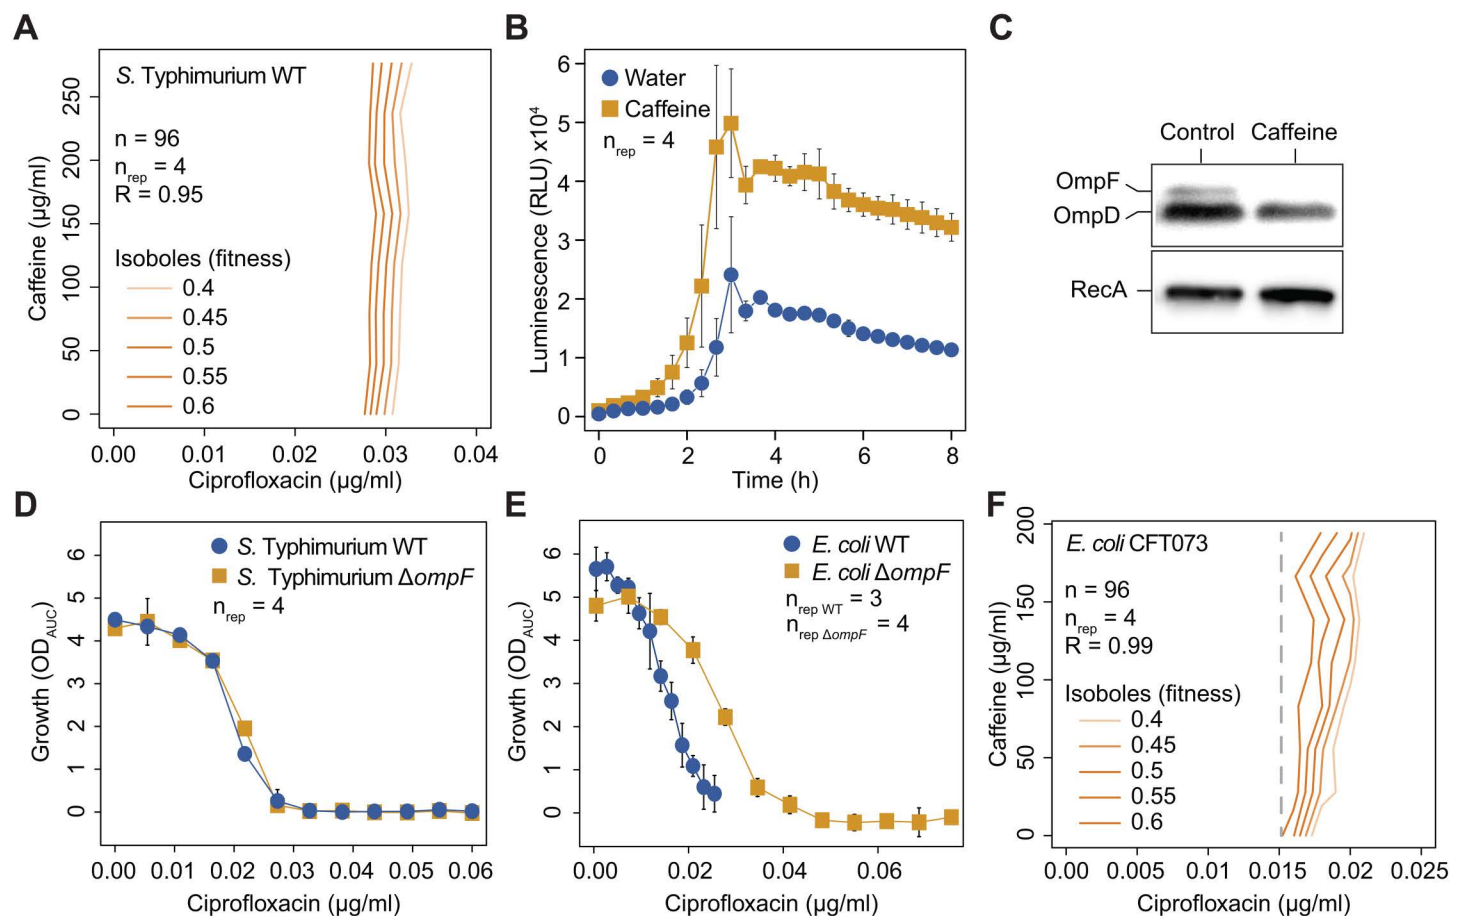 A
S. Typhimurium WT
n = 96
nrep = 4
R = 0.95
Isoboles (fitness)
0.4
0.45
0.5
0.55
0.6
Caffeine (µg/ml)
250
200
150
100
50
0
0.00 0.01 0.02 0.03 0.04
Ciprofloxacin (µg/ml)
B
Water
Caffeine
nrep = 4
Luminescence (RLU) x10⁴
6
5
4
3
2
1
0
0 2 4 6 8
Time (h)
C
Control Caffeine
OmpF
OmpD
RecA
D
S. Typhimurium WT
S. Typhimurium ΔompF
nrep = 4
Growth (ODAUC)
6
5
4
3
2
1
0
0.00 0.01 0.02 0.03 0.04 0.05 0.06
Ciprofloxacin (µg/ml)
E
E. coli WT
E. coli ΔompF
nrep WT = 3
nrep ΔompF = 4
Growth (ODAUC)
6
5
4
3
2
1
0
0.00 0.02 0.04 0.06
Ciprofloxacin (µg/ml)
F
E. coli CFT073
n = 96
nrep = 4
R = 0.99
Isoboles (fitness)
0.4
0.45
0.5
0.55
0.6
Caffeine (µg/ml)
200
150
100
50
0
0.00 0.005 0.01 0.015 0.02 0.025
Ciprofloxacin (µg/ml)